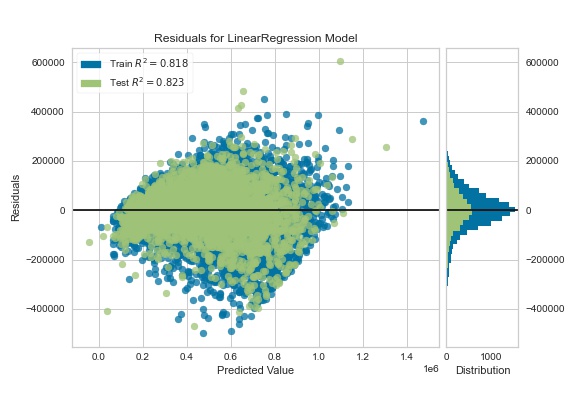 Residuals for LinearRegression Model
Train R² = 0.818
Test R² = 0.823
600000
400000
200000
0
−200000
−400000
Residuals
0.0 0.2 0.4 0.6 0.8 1.0 1.2 1.4
1e6
Predicted Value
600000
400000
200000
0
−200000
−400000
0 1000
Distribution